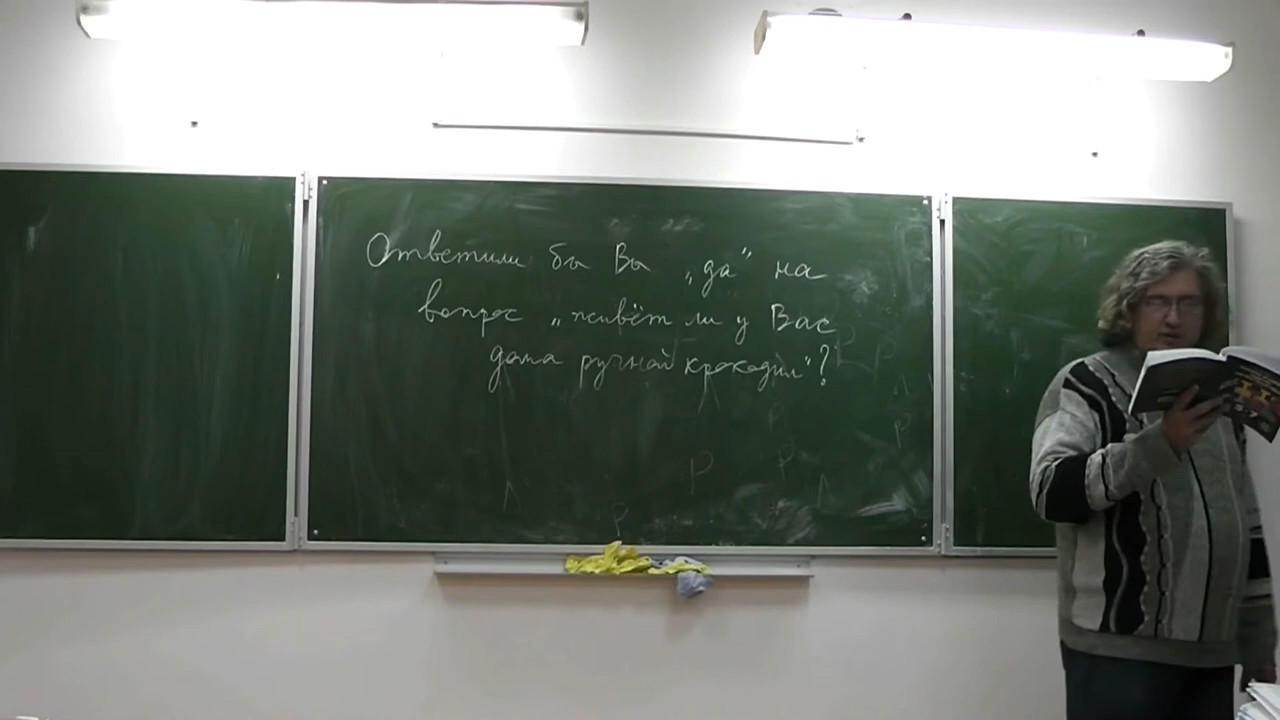 Ответили бы Вы „да" на
вопрос „живёт ли у Вас
дома ручной крокодил"?
Р
Р
Р
Р
Л
Л
Р